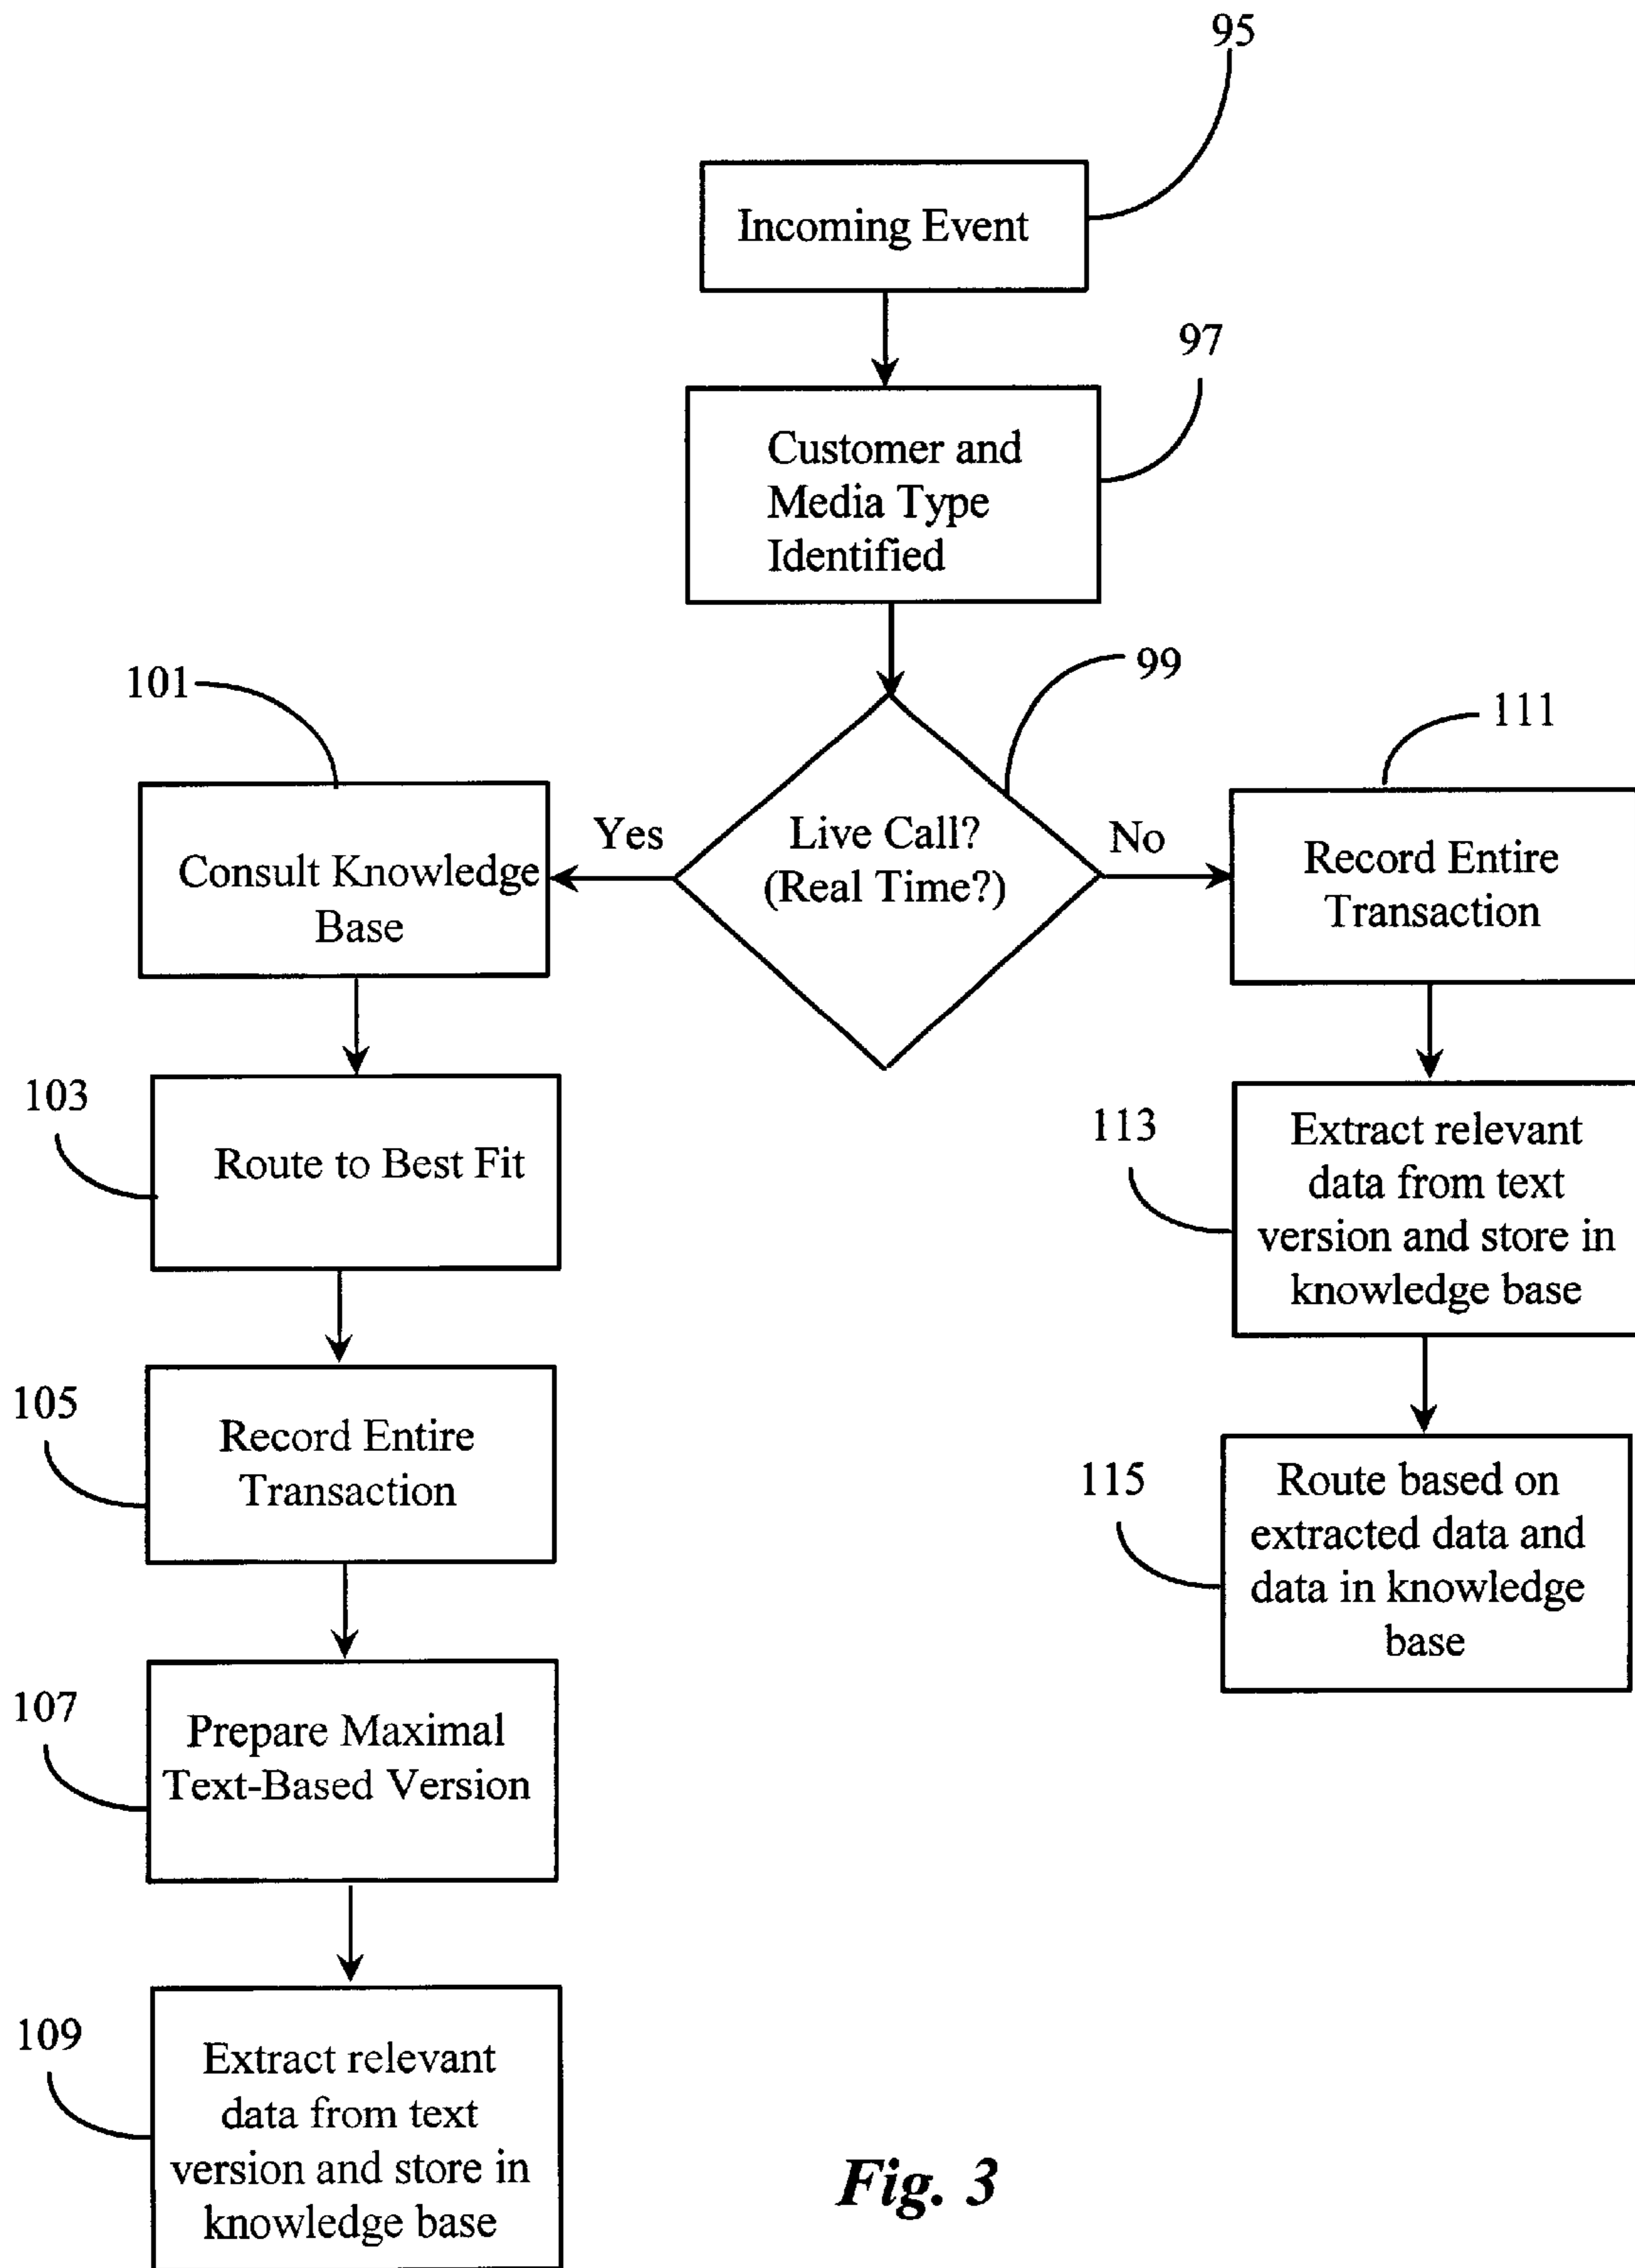 95
Incoming Event
97
Customer and
Media Type
Identified
99
Live Call?
(Real Time?)
Yes
No
101
Consult Knowledge
Base
103
Route to Best Fit
105
Record Entire
Transaction
107
Prepare Maximal
Text-Based Version
109
Extract relevant
data from text
version and store in
knowledge base
111
Record Entire
Transaction
113
Extract relevant
data from text
version and store in
knowledge base
115
Route based on
extracted data and
data in knowledge
base
Fig. 3